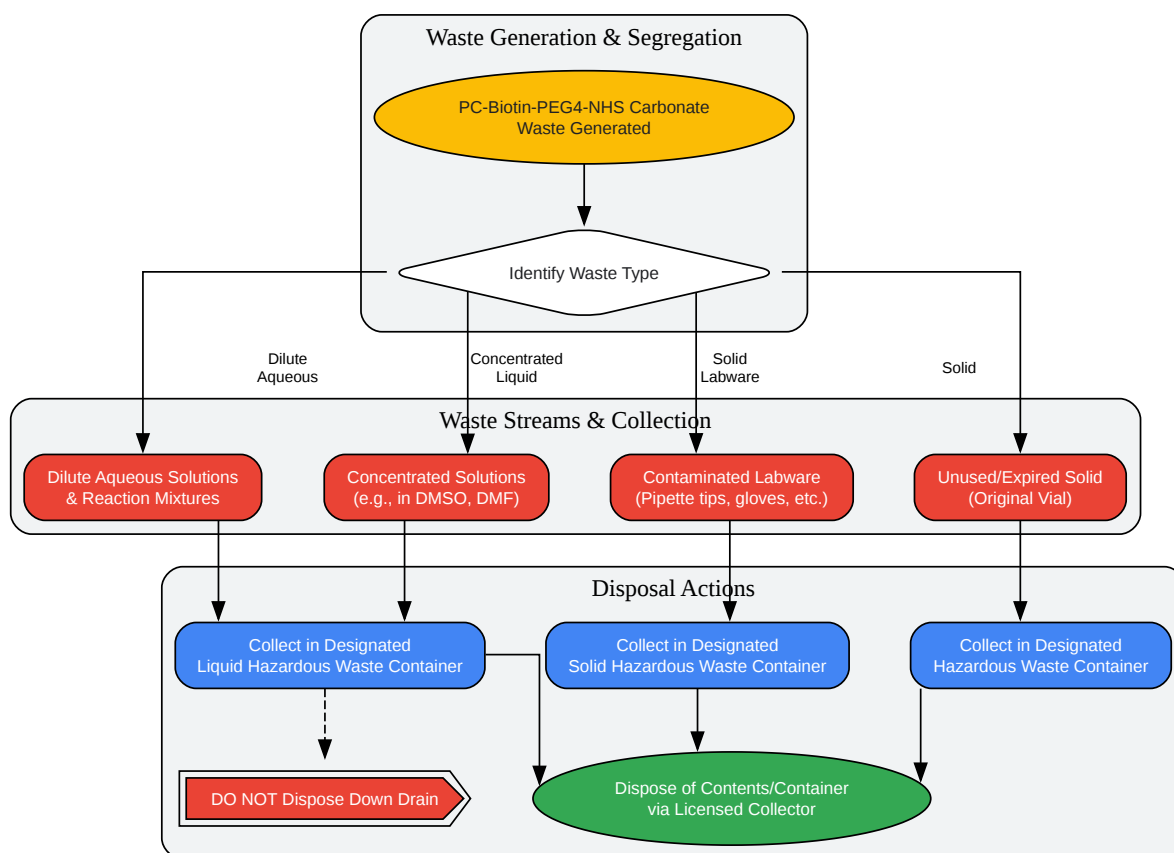 Waste Generation & Segregation
PC-Biotin-PEG4-NHS Carbonate
Waste Generated
Identify Waste Type
Dilute
Aqueous
Concentrated
Liquid
Solid
Labware
Solid
Waste Streams & Collection
Dilute Aqueous Solutions
& Reaction Mixtures
Concentrated Solutions
(e.g., in DMSO, DMF)
Contaminated Labware
(Pipette tips, gloves, etc.)
Unused/Expired Solid
(Original Vial)
Disposal Actions
Collect in Designated
Liquid Hazardous Waste Container
Collect in Designated
Solid Hazardous Waste Container
Collect in Designated
Hazardous Waste Container
DO NOT Dispose Down Drain
Dispose of Contents/Container
via Licensed Collector